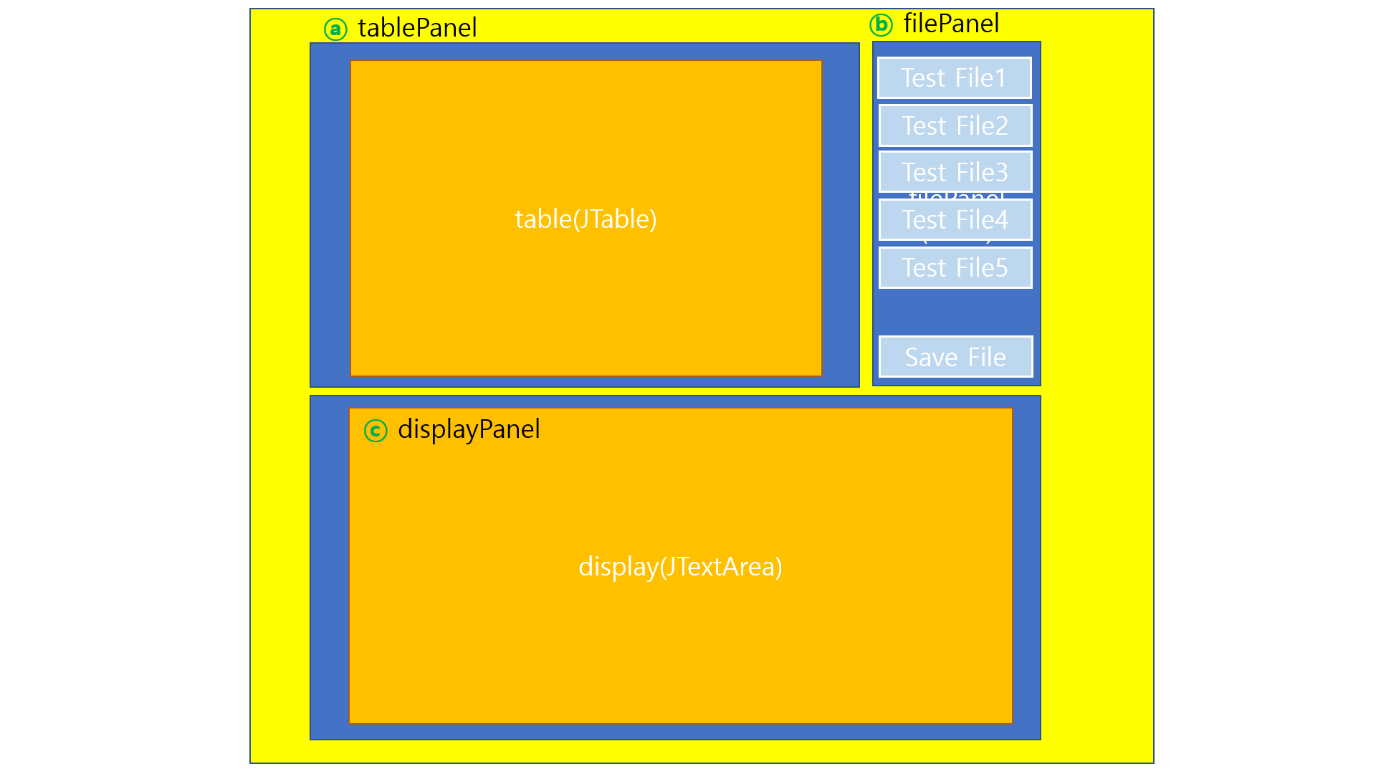 ⓐ tablePanel
ⓑ filePanel
Test File1
Test File2
Test File3
filePanel
Test File4
Test File5
Save File
table(JTable)
ⓒ displayPanel
display(JTextArea)